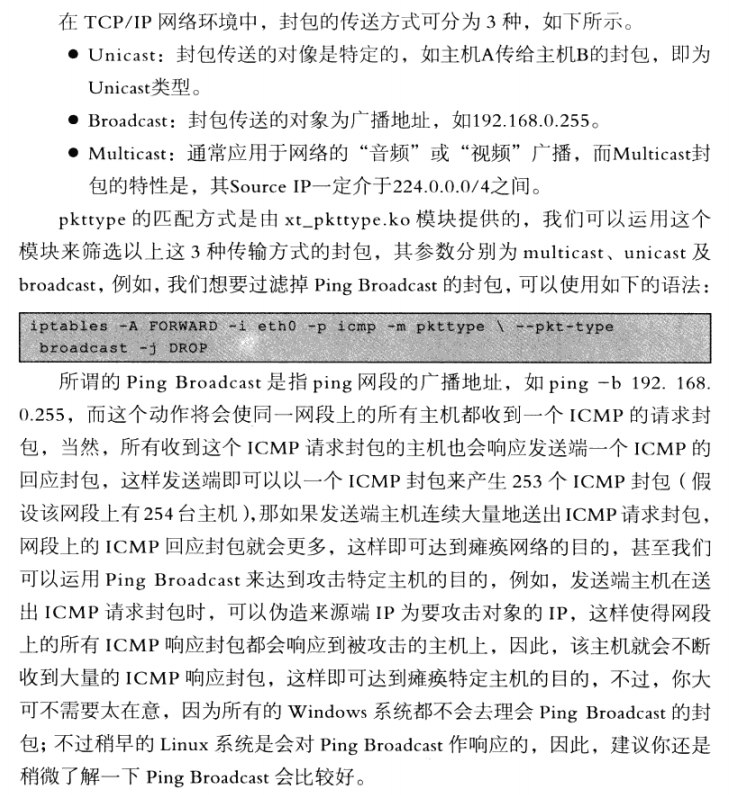 在 TCP/IP 网络环境中，封包的传送方式可分为 3 种，如下所示。
● Unicast：封包传送的对像是特定的，如主机A传给主机B的封包，即为
Unicast类型。
● Broadcast：封包传送的对象为广播地址，如192.168.0.255。
● Multicast：通常应用于网络的“音频”或“视频”广播，而Multicast封
包的特性是，其Source IP一定介于224.0.0.0/4之间。
pkttype 的匹配方式是由 xt_pkttype.ko 模块提供的，我们可以运用这个
模块来筛选以上这 3 种传输方式的封包，其参数分别为 multicast、unicast 及
broadcast，例如，我们想要过滤掉 Ping Broadcast 的封包，可以使用如下的语法：
iptables -A FORWARD -i eth0 -p icmp -m pkttype \ --pkt-type
broadcast -j DROP
所谓的 Ping Broadcast 是指 ping 网段的广播地址，如 ping -b 192. 168.
0.255，而这个动作将会使同一网段上的所有主机都收到一个 ICMP 的请求封
包，当然，所有收到这个 ICMP 请求封包的主机也会响应发送端一个 ICMP 的
回应封包，这样发送端即可以以一个 ICMP 封包来产生 253 个 ICMP 封包（假
设该网段上有 254 台主机），那如果发送端主机连续大量地送出 ICMP 请求封包，
网段上的 ICMP 回应封包就会更多，这样即可达到瘫痪网络的目的，甚至我们
可以运用 Ping Broadcast 来达到攻击特定主机的目的，例如，发送端主机在送
出 ICMP 请求封包时，可以伪造来源端 IP 为要攻击对象的 IP，这样使得网段
上的所有 ICMP 响应封包都会响应到被攻击的主机上，因此，该主机就会不断
收到大量的 ICMP 响应封包，这样即可达到瘫痪特定主机的目的，不过，你大
可不需要太在意，因为所有的 Windows 系统都不会去理会 Ping Broadcast 的封
包；不过稍早的 Linux 系统是会对 Ping Broadcast 作响应的，因此，建议你还是
稍微了解一下 Ping Broadcast 会比较好。